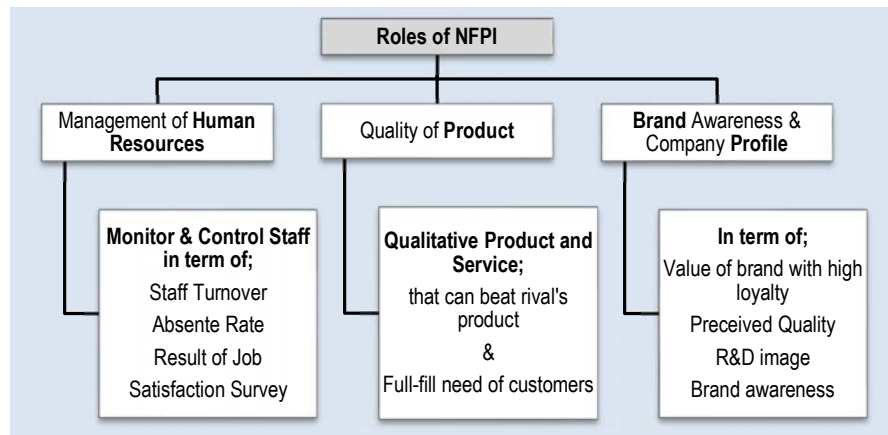 Roles of NFPI
Management of Human
Resources
Monitor & Control Staff
in term of;
Staff Turnover
Absente Rate
Result of Job
Satisfaction Survey
Quality of Product
Qualitative Product and
Service;
that can beat rival's
product
&
Full-fill need of customers
Brand Awareness &
Company Profile
In term of;
Value of brand with high
loyalty
Preceived Quality
R&D image
Brand awareness